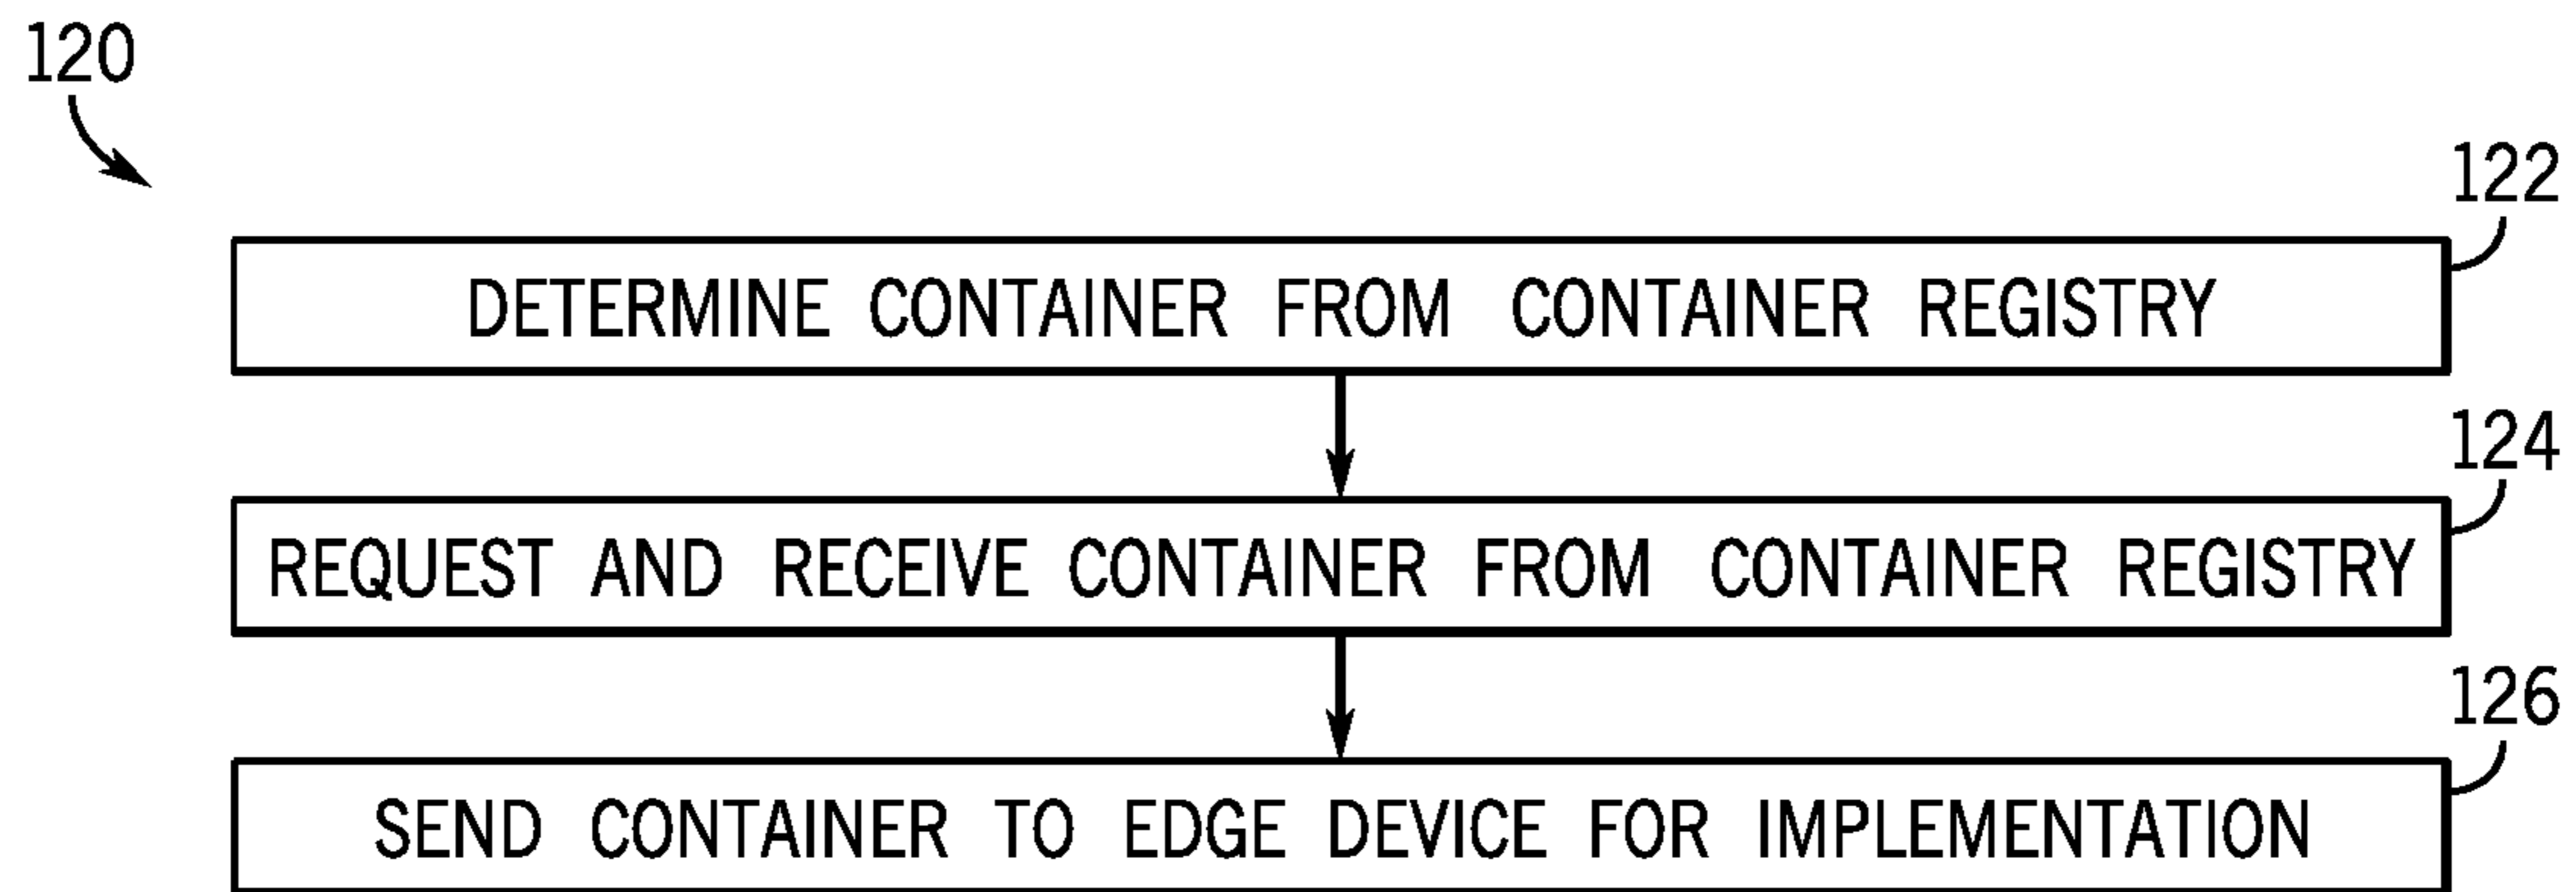 120
122
DETERMINE CONTAINER FROM CONTAINER REGISTRY
124
REQUEST AND RECEIVE CONTAINER FROM CONTAINER REGISTRY
126
SEND CONTAINER TO EDGE DEVICE FOR IMPLEMENTATION